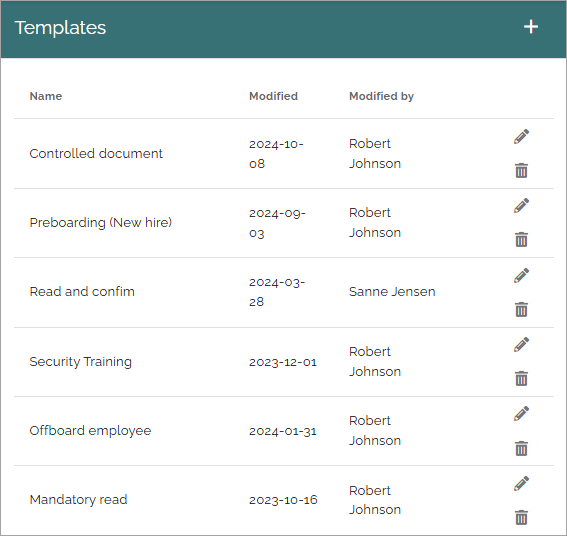 Templates
Name Modified Modified by
Controlled document 2024-10-08 Robert Johnson
Preboarding (New hire) 2024-09-03 Robert Johnson
Read and confim 2024-03-28 Sanne Jensen
Security Training 2023-12-01 Robert Johnson
Offboard employee 2024-01-31 Robert Johnson
Mandatory read 2023-10-16 Robert Johnson